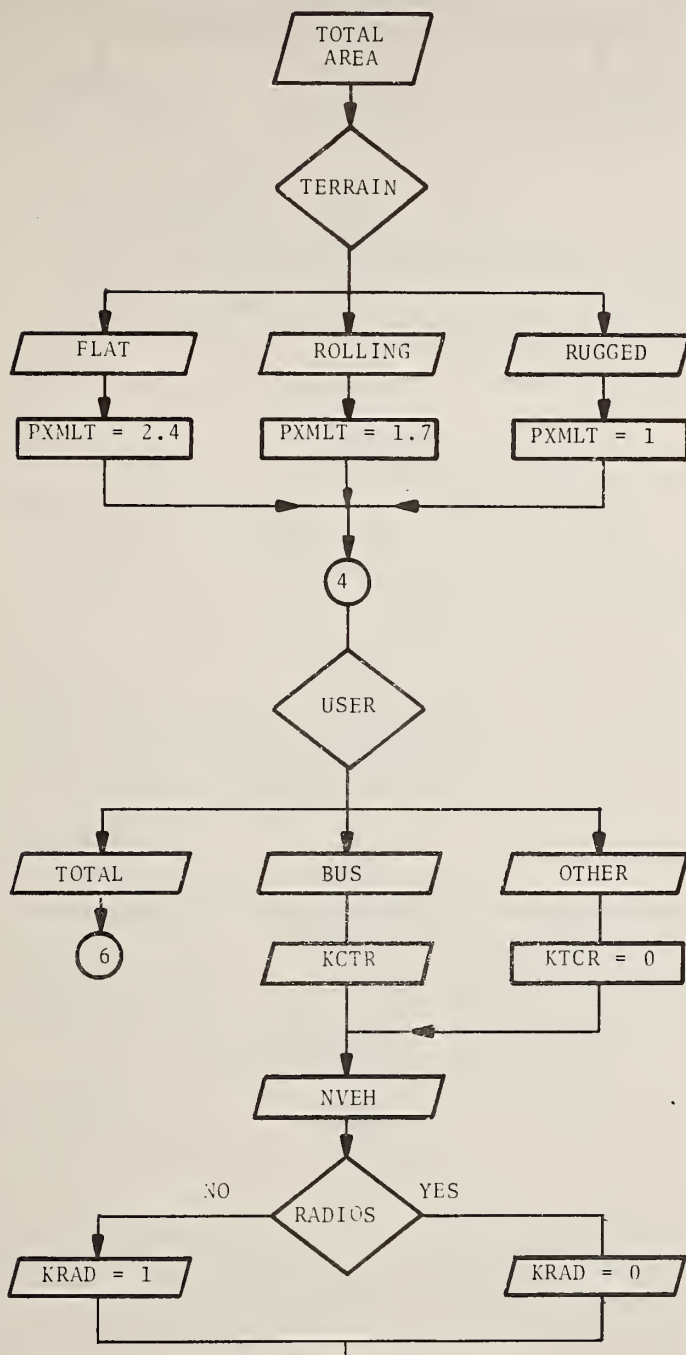 TOTAL
AREA
TERRAIN
FLAT
ROLLING
RUGGED
PXMLT = 2.4
PXMLT = 1.7
PXMLT = 1
4
USER
TOTAL
BUS
OTHER
6
KCTR
KTCR = 0
NVEH
NO
YES
RADIOS
KRAD = 1
KRAD = 0